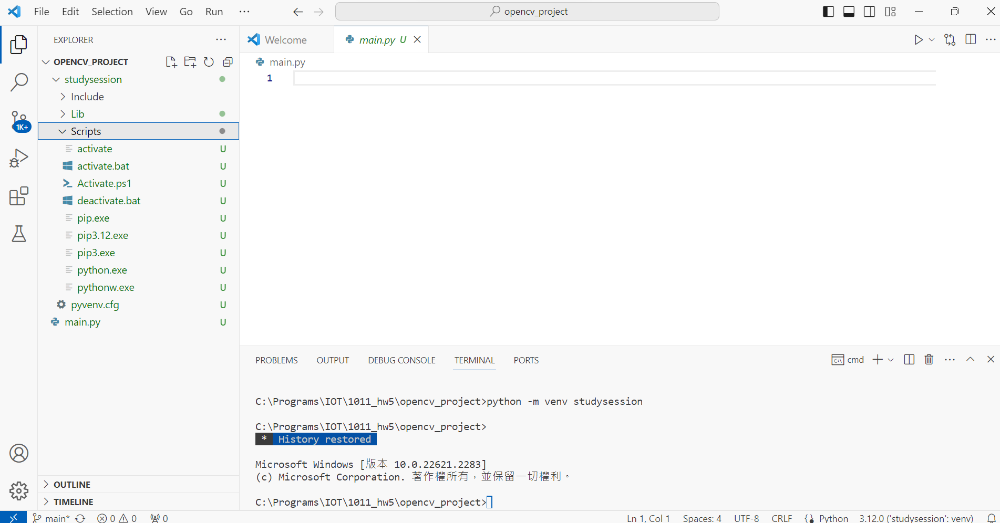 File Edit Selection View Go Run ···
opencv_project
EXPLORER
OPENCV_PROJECT
studysession
Include
Lib
Scripts
activate U
activate.bat U
Activate.ps1 U
deactivate.bat U
pip.exe U
pip3.12.exe U
pip3.exe U
python.exe U
pythonw.exe U
pyvenv.cfg U
main.py U
OUTLINE
TIMELINE
1K+
Welcome
main.py U
main.py
1
PROBLEMS OUTPUT DEBUG CONSOLE TERMINAL PORTS
cmd
C:\Programs\IOT\1011_hw5\opencv_project>python -m venv studysession
C:\Programs\IOT\1011_hw5\opencv_project>
* History restored
Microsoft Windows [版本 10.0.22621.2283]
(c) Microsoft Corporation. 著作權所有，並保留一切權利。
C:\Programs\IOT\1011_hw5\opencv_project>
main* 0 0 0
Ln 1, Col 1 Spaces: 4 UTF-8 CRLF Python 3.12.0 ('studysession': venv)